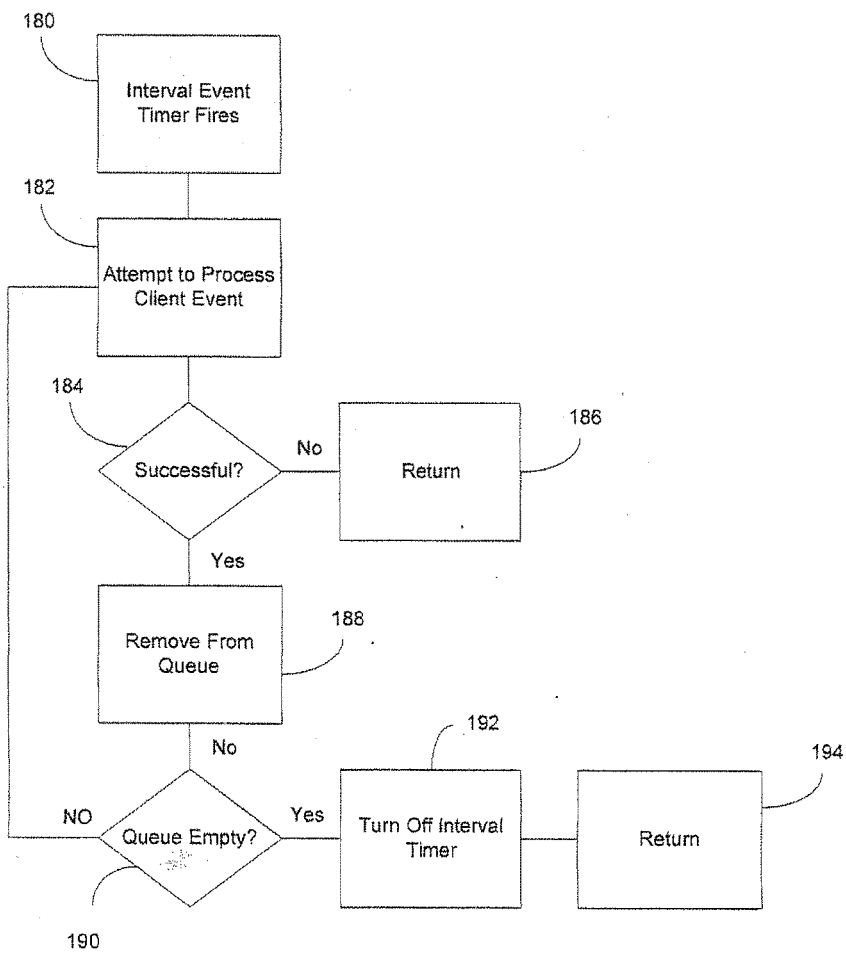 180
Interval Event
Timer Fires
182
Attempt to Process
Client Event
184
Successful?
No
Return
186
Yes
Remove From
Queue
188
No
192
194
NO
Queue Empty?
Yes
Turn Off Interval
Timer
Return
190